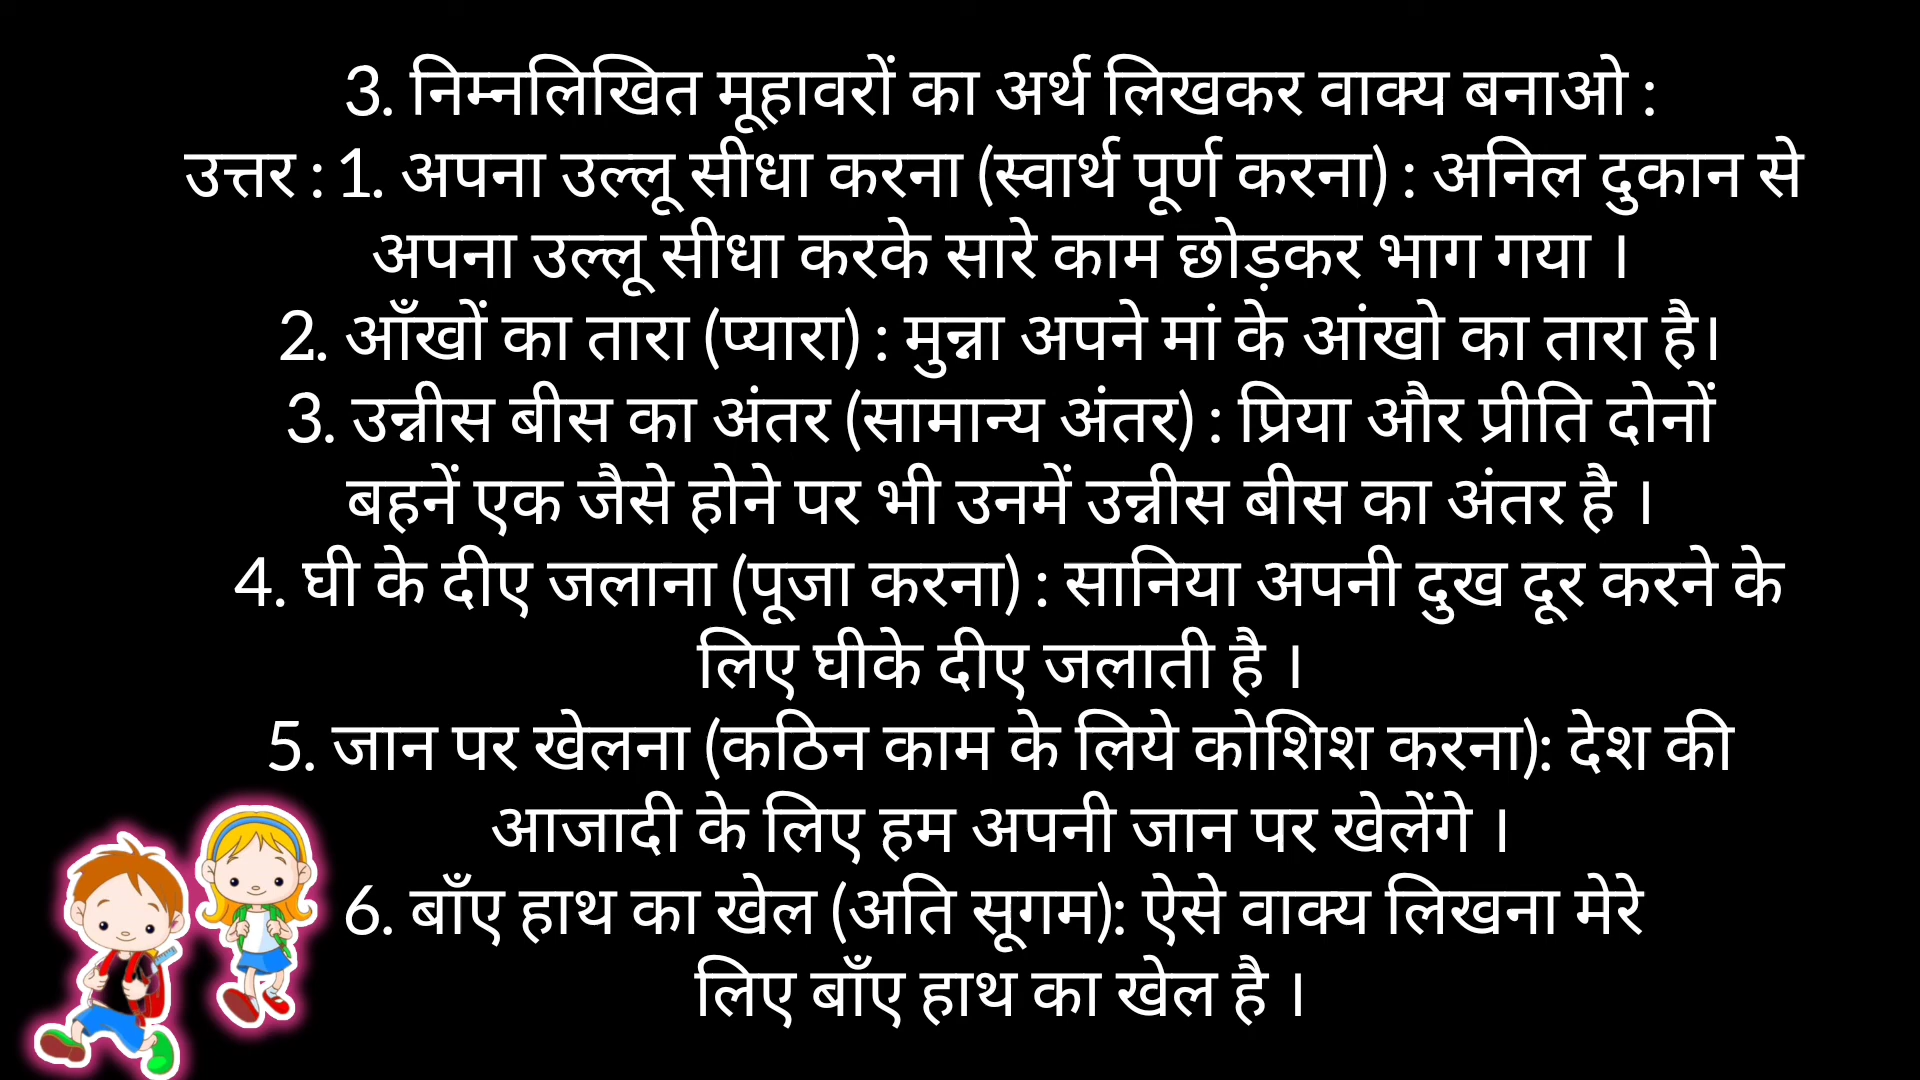 3. निम्नलिखित मूहावरों का अर्थ लिखकर वाक्य बनाओ :
उत्तर : 1. अपना उल्लू सीधा करना (स्वार्थ पूर्ण करना) : अनिल दुकान से
अपना उल्लू सीधा करके सारे काम छोड़कर भाग गया ।
2. आँखों का तारा (प्यारा) : मुन्ना अपने मां के आंखो का तारा है।
3. उन्नीस बीस का अंतर (सामान्य अंतर) : प्रिया और प्रीति दोनों
बहनें एक जैसे होने पर भी उनमें उन्नीस बीस का अंतर है ।
4. घी के दीए जलाना (पूजा करना) : सानिया अपनी दुख दूर करने के
लिए घीके दीए जलाती है ।
5. जान पर खेलना (कठिन काम के लिये कोशिश करना): देश की
आजादी के लिए हम अपनी जान पर खेलेंगे ।
6. बाँए हाथ का खेल (अति सूगम): ऐसे वाक्य लिखना मेरे
लिए बाँए हाथ का खेल है ।